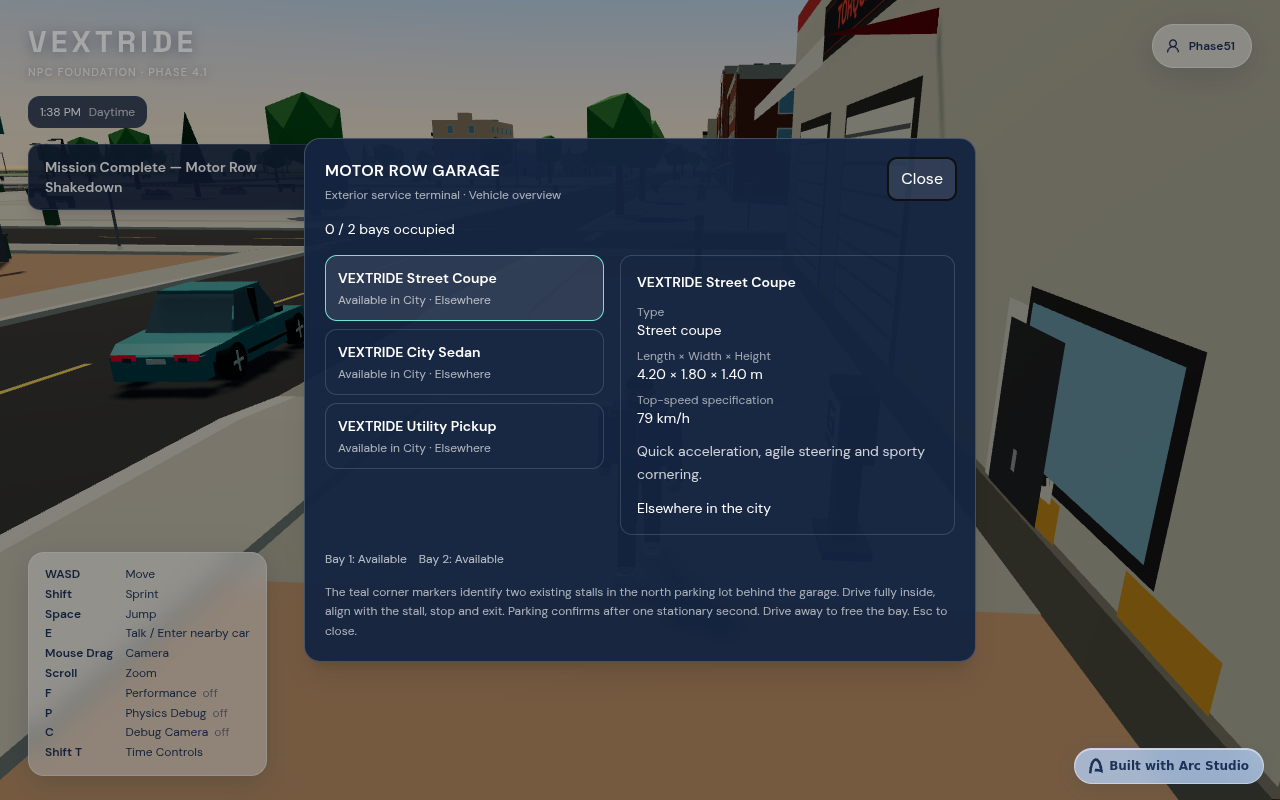 VEXTRIDE
NPC FOUNDATION · PHASE 4.1
Phase51
1:38 PM Daytime
Mission Complete — Motor Row
Shakedown
MOTOR ROW GARAGE
Exterior service terminal · Vehicle overview
Close
0 / 2 bays occupied
VEXTRIDE Street Coupe
Available in City · Elsewhere
VEXTRIDE City Sedan
Available in City · Elsewhere
VEXTRIDE Utility Pickup
Available in City · Elsewhere
VEXTRIDE Street Coupe
Type
Street coupe
Length × Width × Height
4.20 × 1.80 × 1.40 m
Top-speed specification
79 km/h
Quick acceleration, agile steering and sporty
cornering.
Elsewhere in the city
Bay 1: Available Bay 2: Available
The teal corner markers identify two existing stalls in the north parking lot behind the garage. Drive fully inside,
align with the stall, stop and exit. Parking confirms after one stationary second. Drive away to free the bay. Esc to
close.
WASD Move
Shift Sprint
Space Jump
E Talk / Enter nearby car
Mouse Drag Camera
Scroll Zoom
F Performance off
P Physics Debug off
C Debug Camera off
Shift T Time Controls
Built with Arc Studio